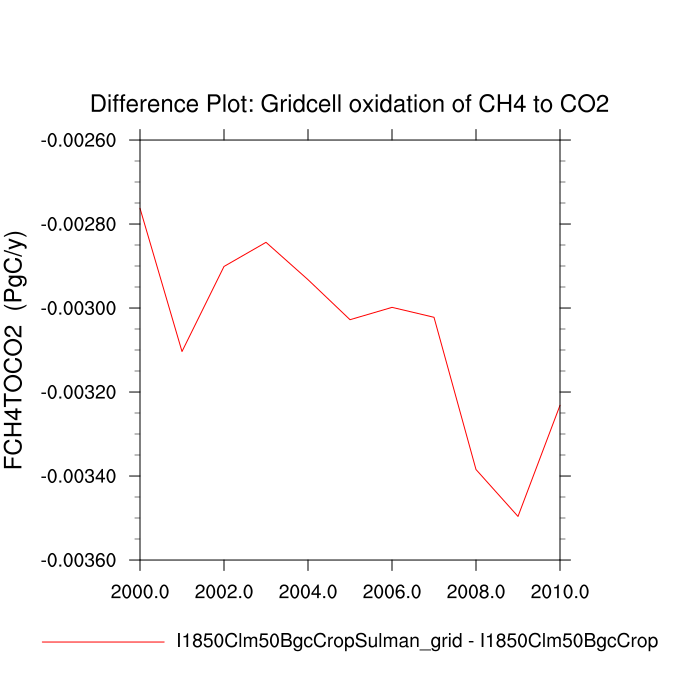 Difference Plot: Gridcell oxidation of CH4 to CO2
FCH4TOCO2 (PgC/y)
-0.00260
-0.00280
-0.00300
-0.00320
-0.00340
-0.00360
2000.0 2002.0 2004.0 2006.0 2008.0 2010.0
I1850Clm50BgcCropSulman_grid - I1850Clm50BgcCrop